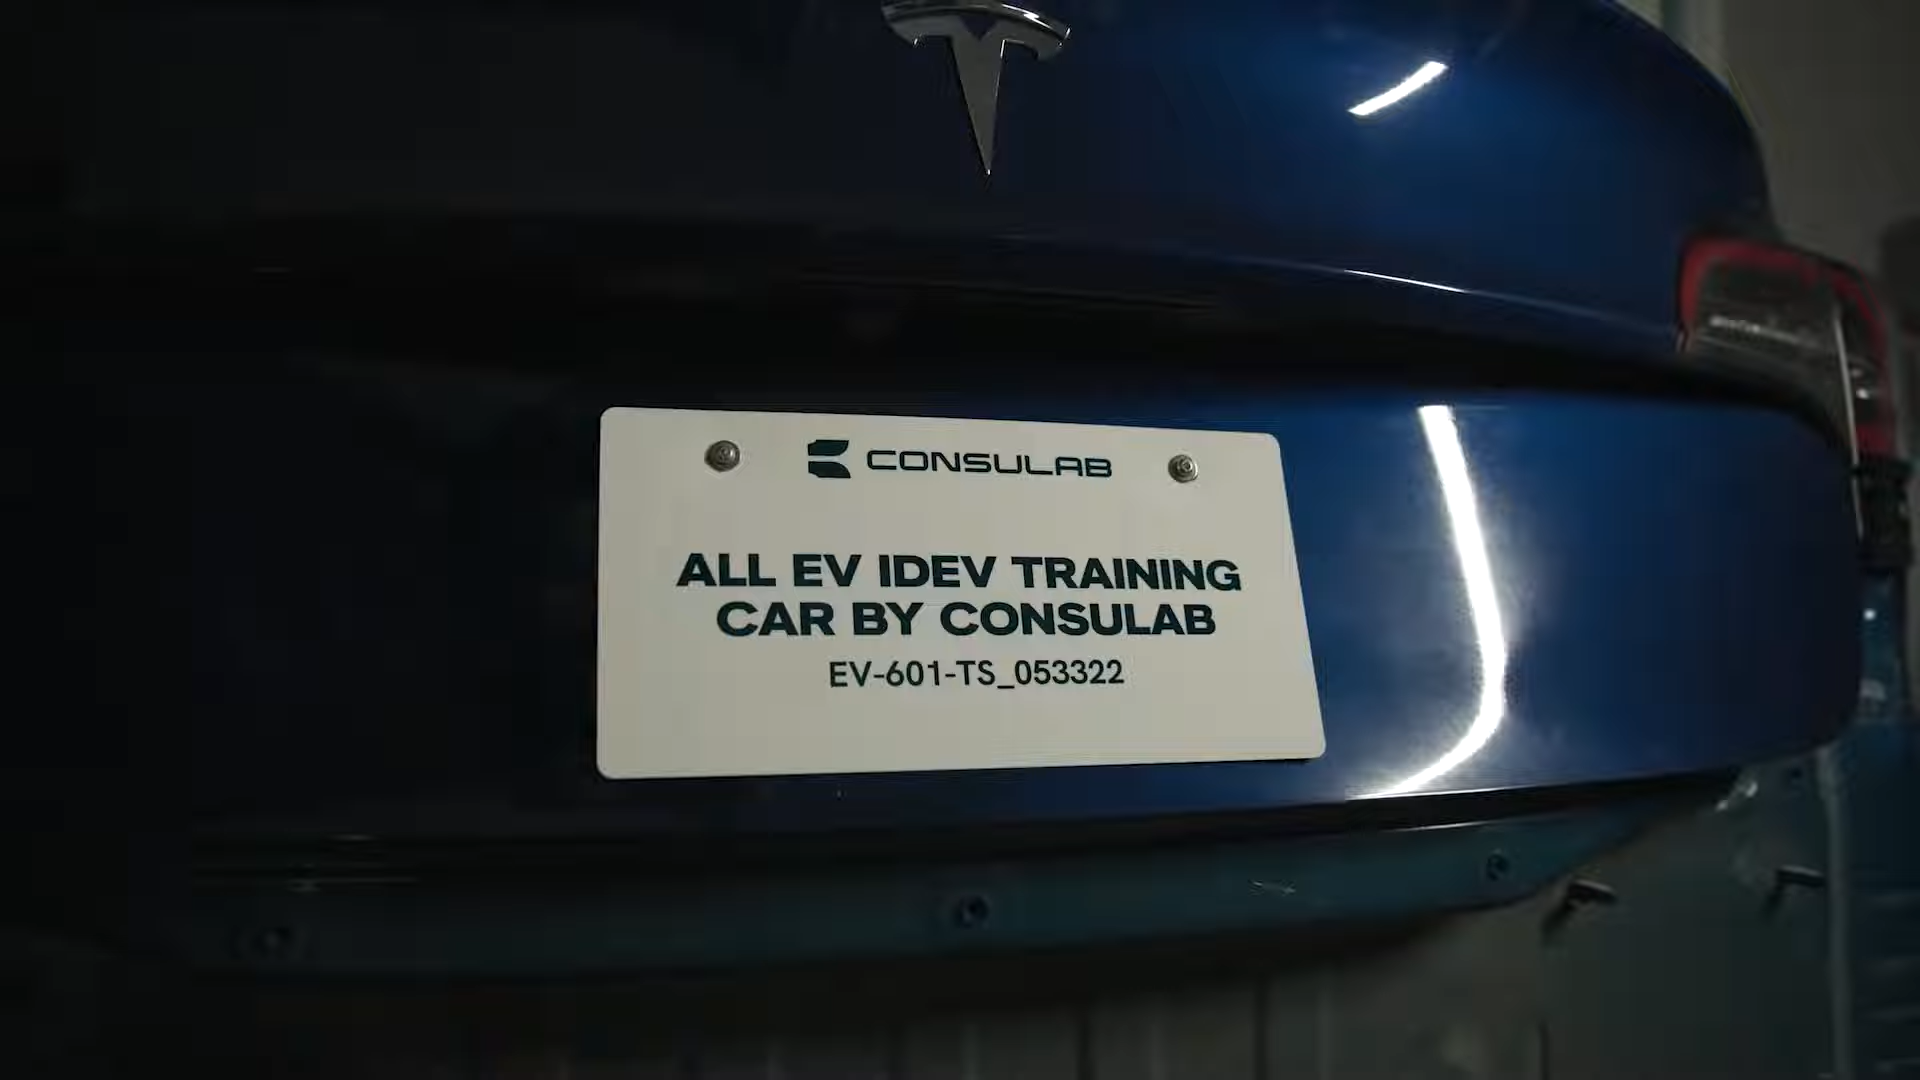 CONSULAB
ALL EV IDEV TRAINING
CAR BY CONSULAB
EV-601-TS_053322